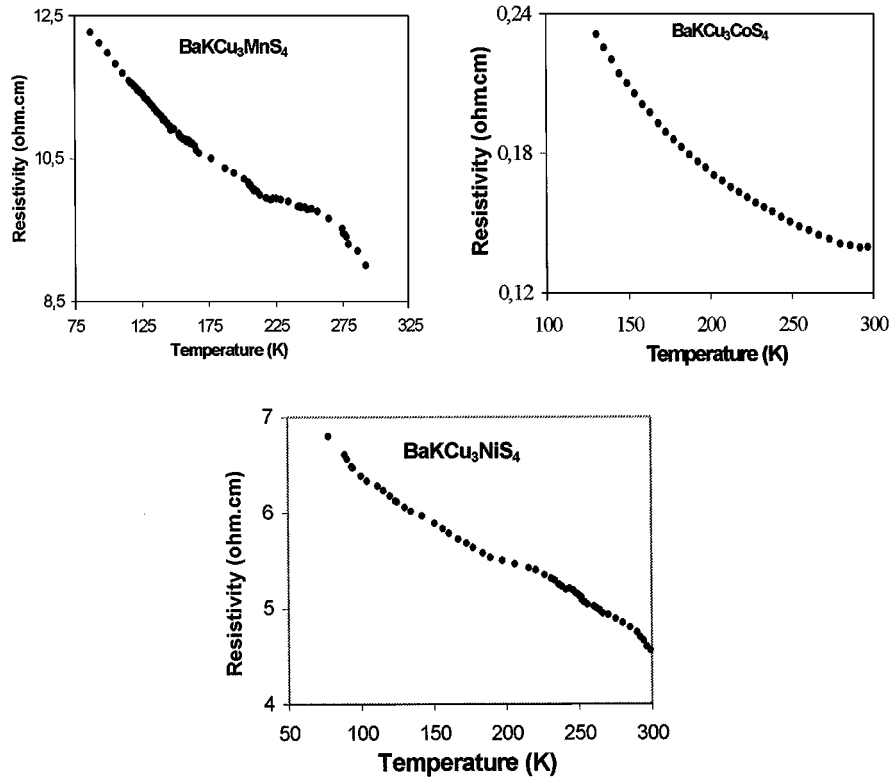 12,5
BaKCu₃MnS₄
10,5
8,5
Resistivity (ohm.cm)
75 125 175 225 275 325
Temperature (K)
0,24
BaKCu₃CoS₄
0,18
0,12
Resistivity (ohm.cm)
100 150 200 250 300
Temperature (K)
7
BaKCu₃NiS₄
6
5
4
Resistivity (ohm.cm)
50 100 150 200 250 300
Temperature (K)